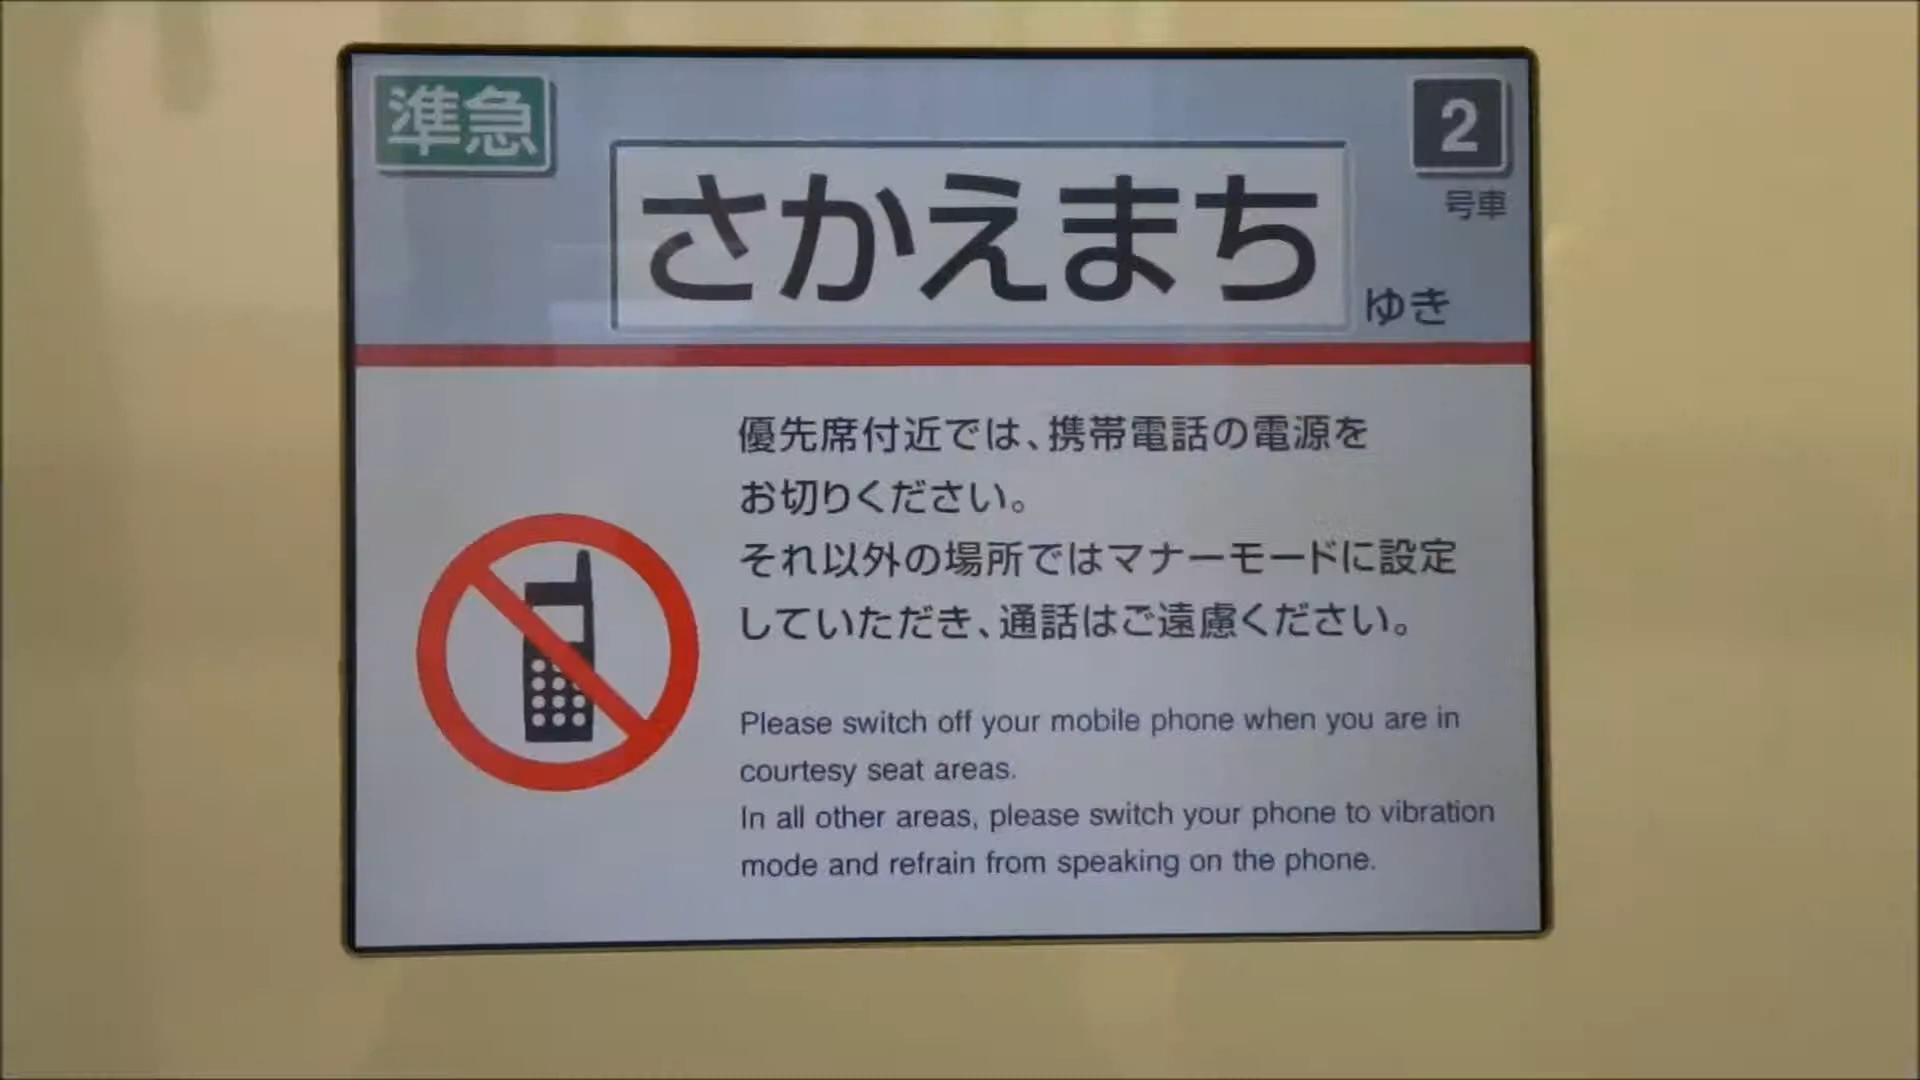 準急
2
号車
さかえまち
ゆき
優先席付近では、携帯電話の電源を
お切りください。
それ以外の場所ではマナーモードに設定
していただき、通話はご遠慮ください。
Please switch off your mobile phone when you are in
courtesy seat areas.
In all other areas, please switch your phone to vibration
mode and refrain from speaking on the phone.